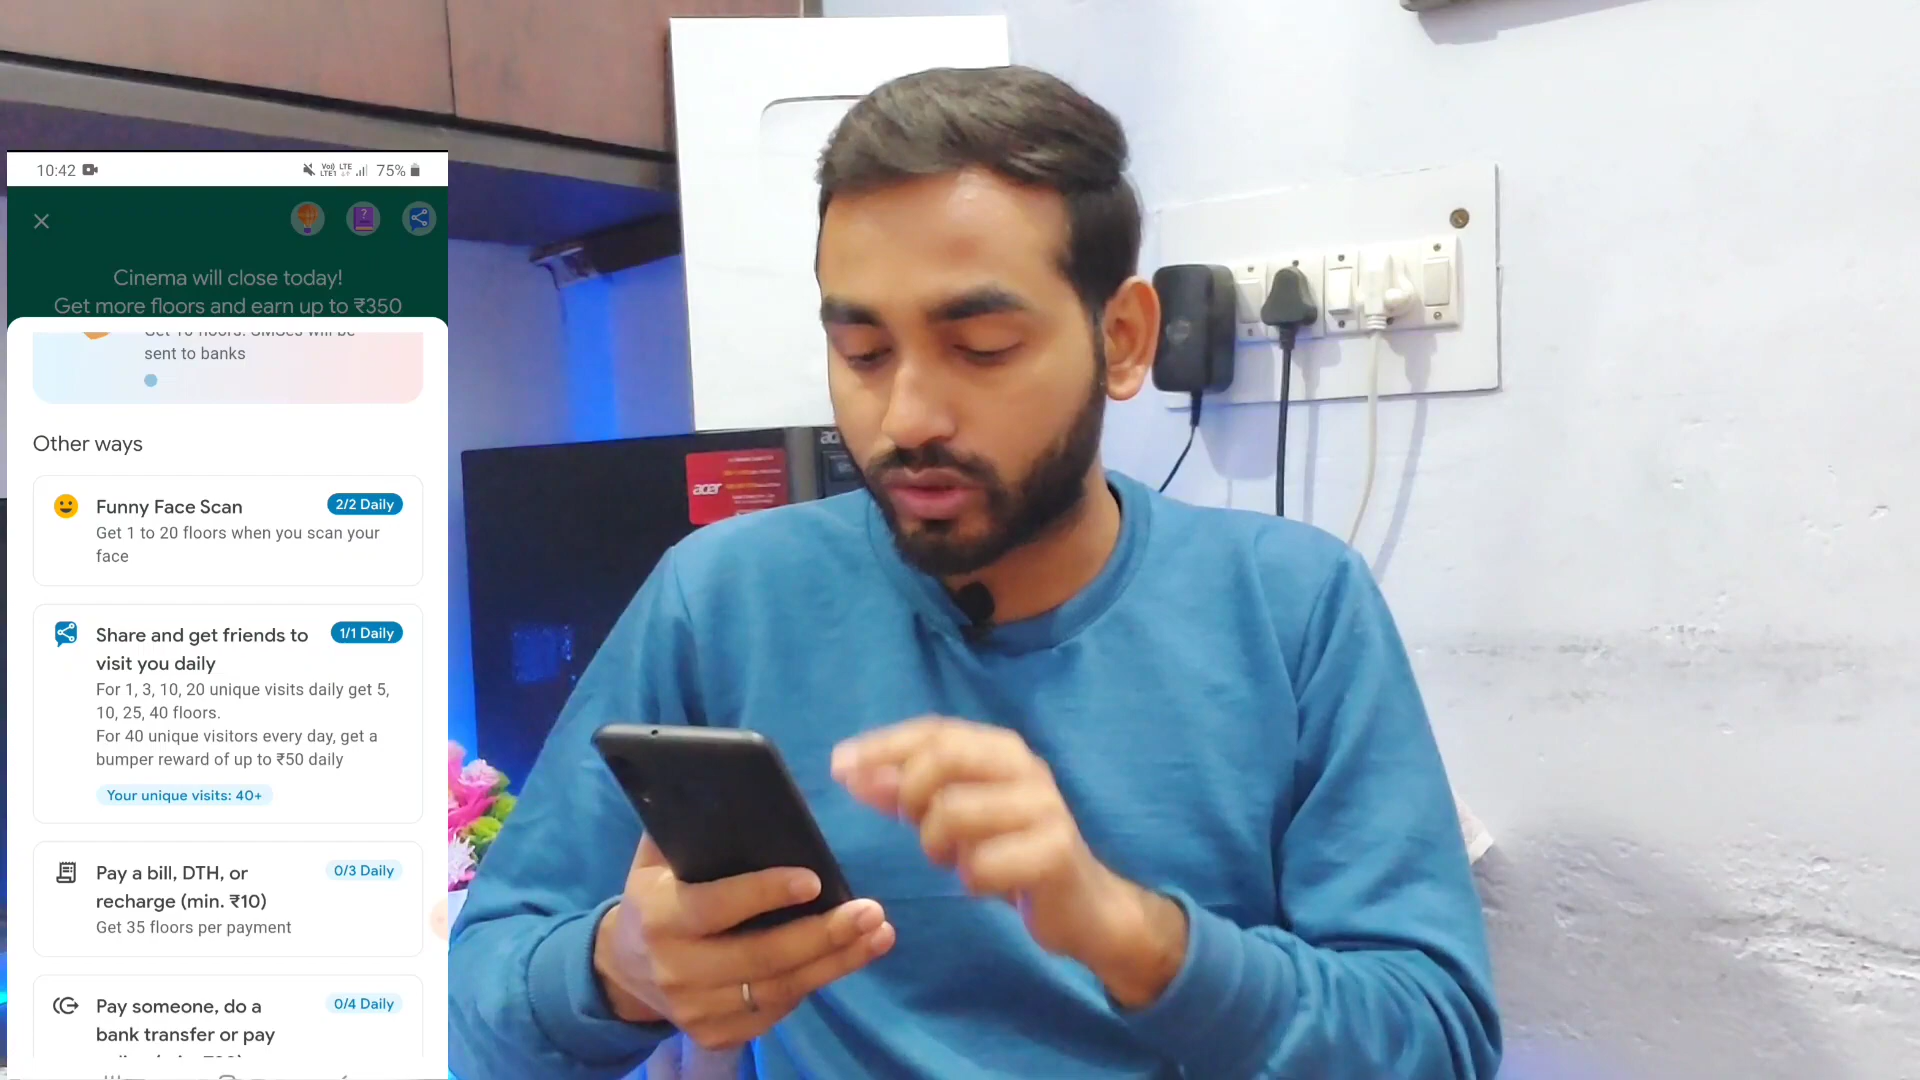 10:42
Vo) LTE
LTE1
75%
Cinema will close today!
Get more floors and earn up to ₹350
sent to banks
Other ways
Funny Face Scan
2/2 Daily
Get 1 to 20 floors when you scan your
face
Share and get friends to
visit you daily
1/1 Daily
For 1, 3, 10, 20 unique visits daily get 5,
10, 25, 40 floors.
For 40 unique visitors every day, get a
bumper reward of up to ₹50 daily
Your unique visits: 40+
Pay a bill, DTH, or
recharge (min. ₹10)
0/3 Daily
Get 35 floors per payment
Pay someone, do a
bank transfer or pay
0/4 Daily
acer